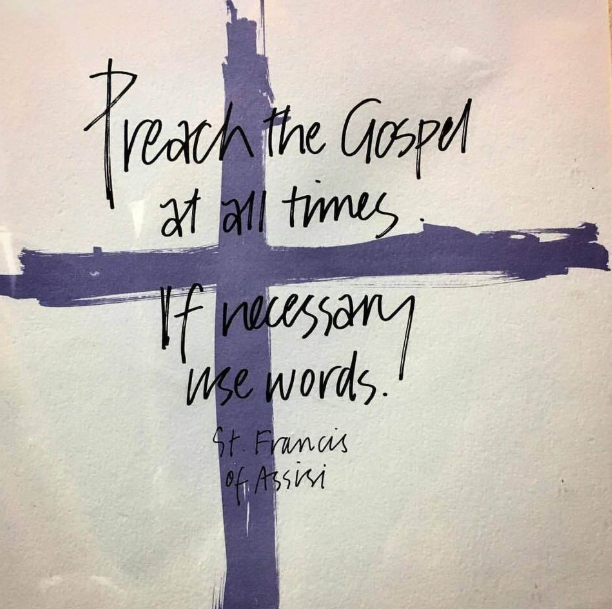 Preach the Gospel
at all times.
If necessary
use words.
St. Francis
of Assisi